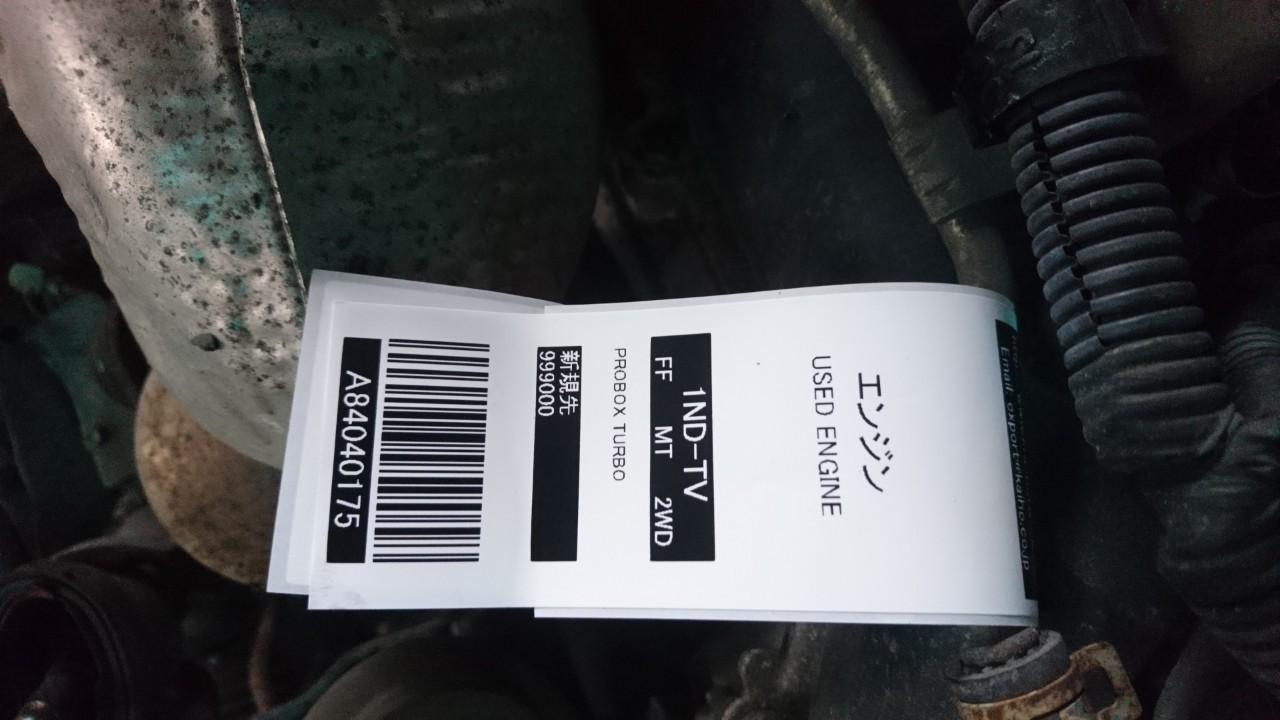 エンジン
USED ENGINE
1ND-TV
FF MT 2WD
PROBOX TURBO
新規先
999000
A84040175